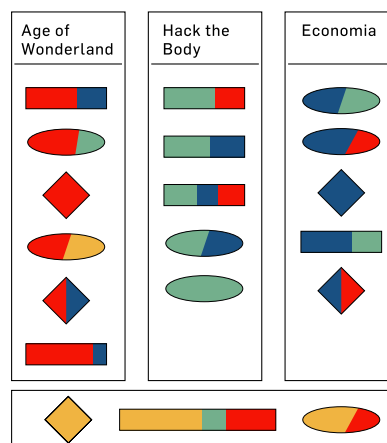 Age of
Wonderland
Hack the
Body
Economia